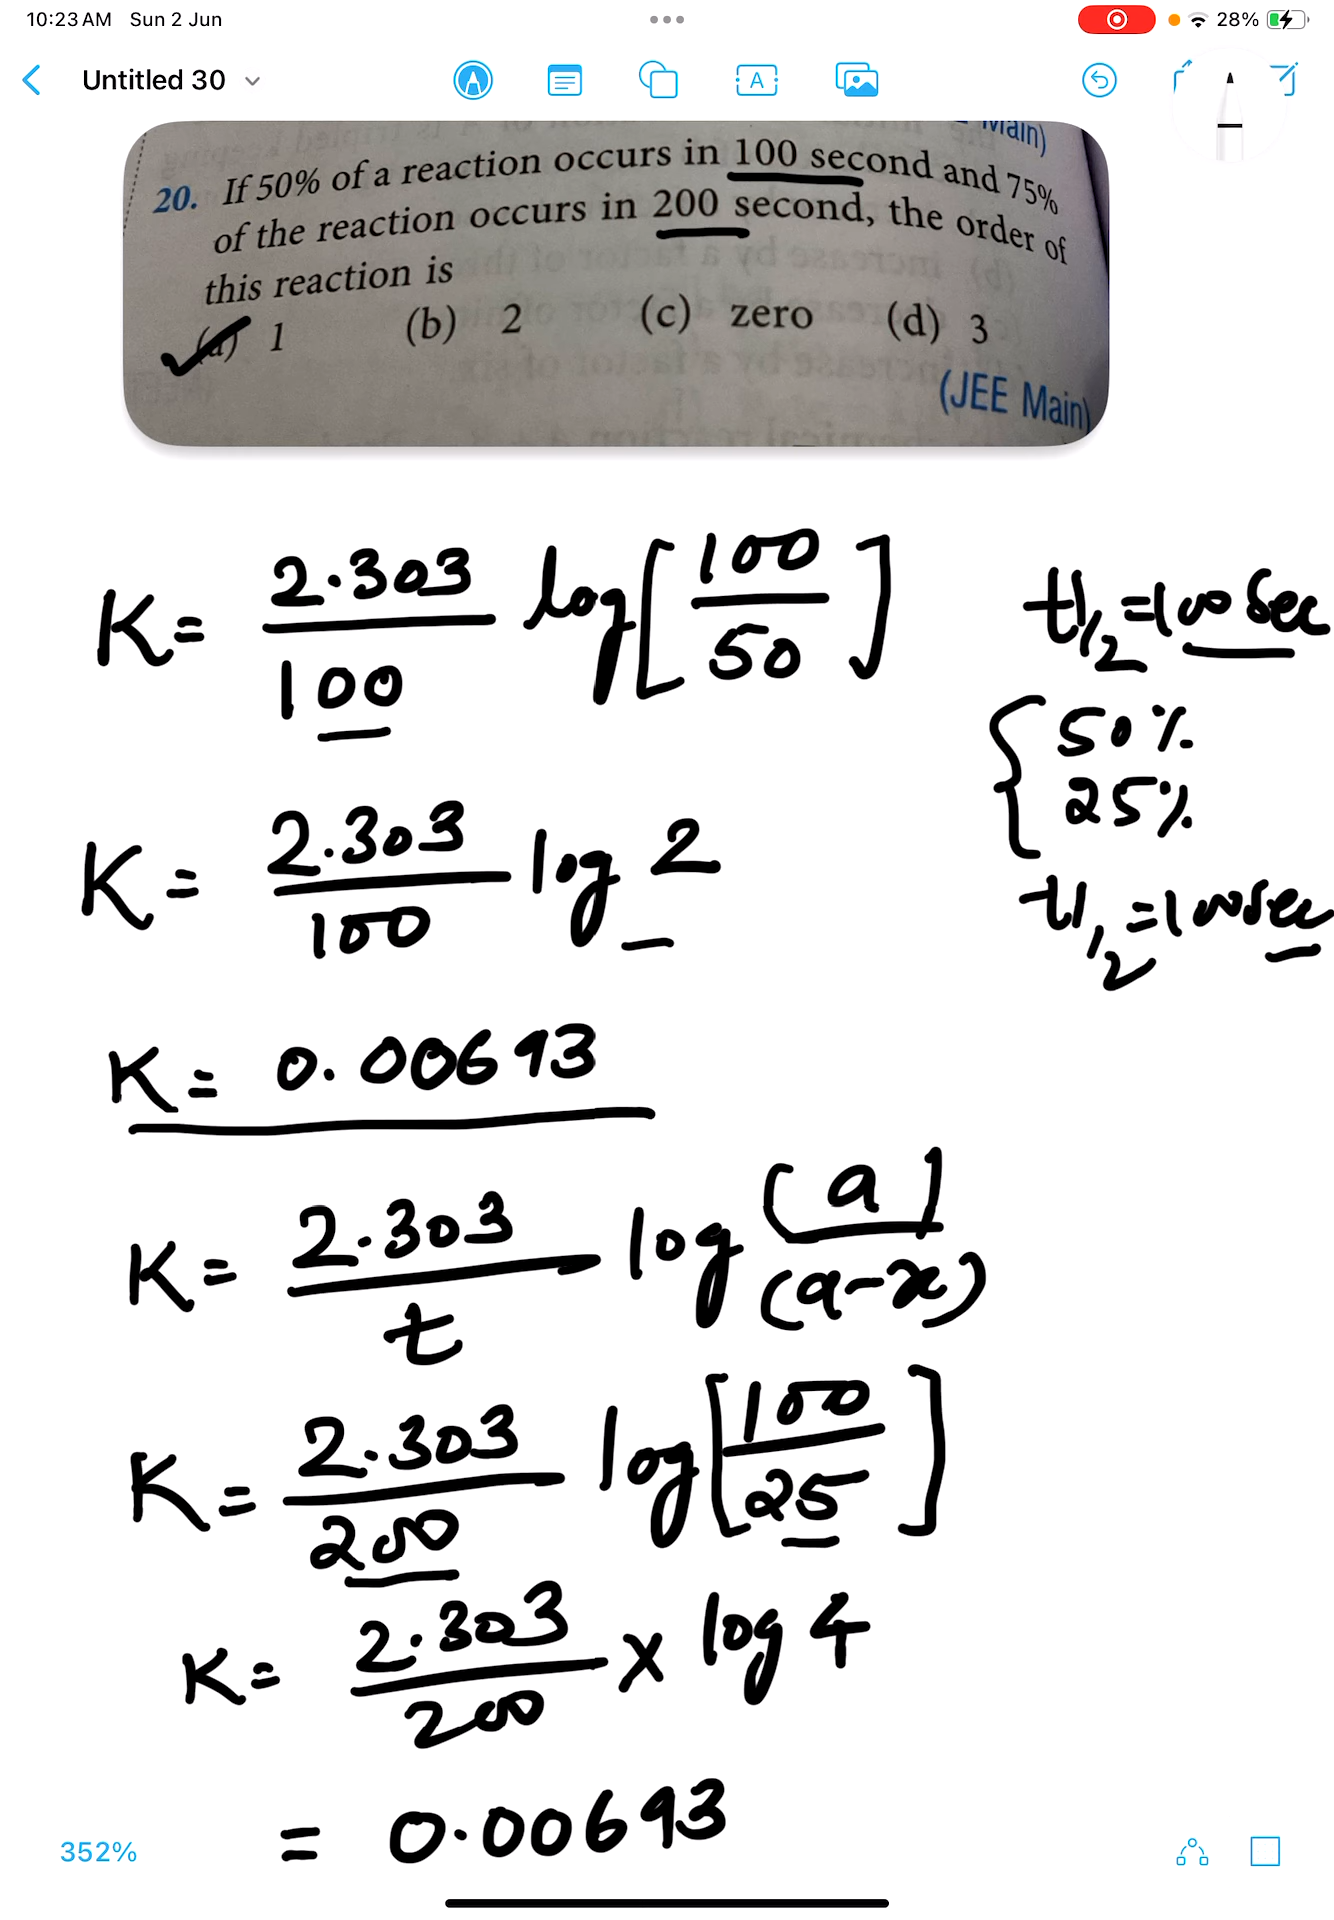 10:23 AM Sun 2 Jun
28%
Untitled 30
A
Main)
20. If 50% of a reaction occurs in 100 second and 75%
of the reaction occurs in 200 second, the order of
this reaction is
(a) 1 (b) 2 (c) zero (d) 3
(JEE Main)
K = 2.303/100 log [100/50]
t1/2 = 100 Sec
50%
25%
t1/2 = 100 Sec
K = 2.303/100 log 2
K = 0.00693
K = 2.303/t log (a)/(a-x)
K = 2.303/200 log [100/25]
K = 2.303/200 x log 4
= 0.00693
352%